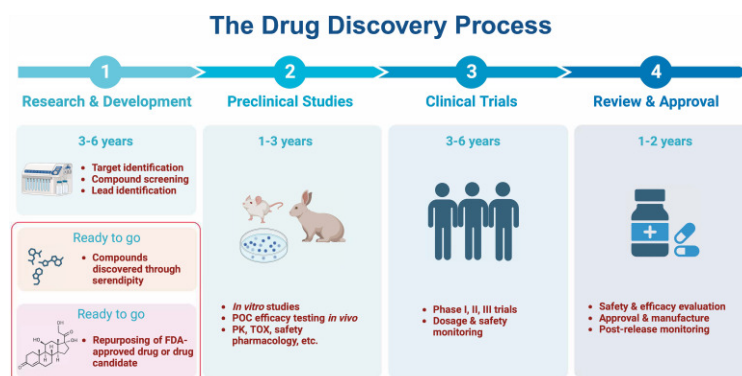 The Drug Discovery Process
1
2
3
4
Research & Development
Preclinical Studies
Clinical Trials
Review & Approval
3-6 years
• Target identification
• Compound screening
• Lead identification
Ready to go
• Compounds
discovered through
serendipity
Ready to go
HO
OH
O
OH
O
H
H
H
• Repurposing of FDA-
approved drug or drug
candidate
1-3 years
• In vitro studies
• POC efficacy testing in vivo
• PK, TOX, safety
pharmacology, etc.
3-6 years
• Phase I, II, III trials
• Dosage & safety
monitoring
1-2 years
• Safety & efficacy evaluation
• Approval & manufacture
• Post-release monitoring